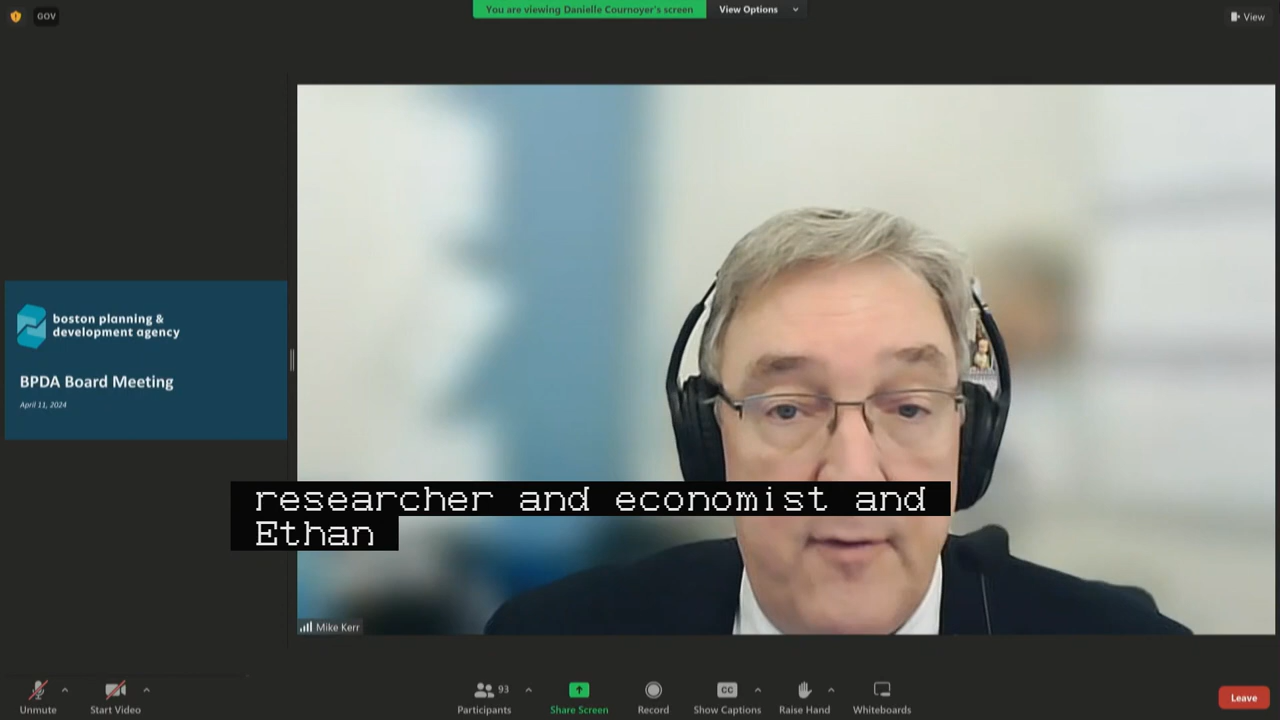 GOV
You are viewing Danielle Cournoyer's screen
View Options
View
boston planning &
development agency
BPDA Board Meeting
April 11, 2024
researcher and economist and
Ethan
Mike Kerr
Unmute
Start Video
93
Participants
Share Screen
Record
CC
Show Captions
Raise Hand
Whiteboards
Leave